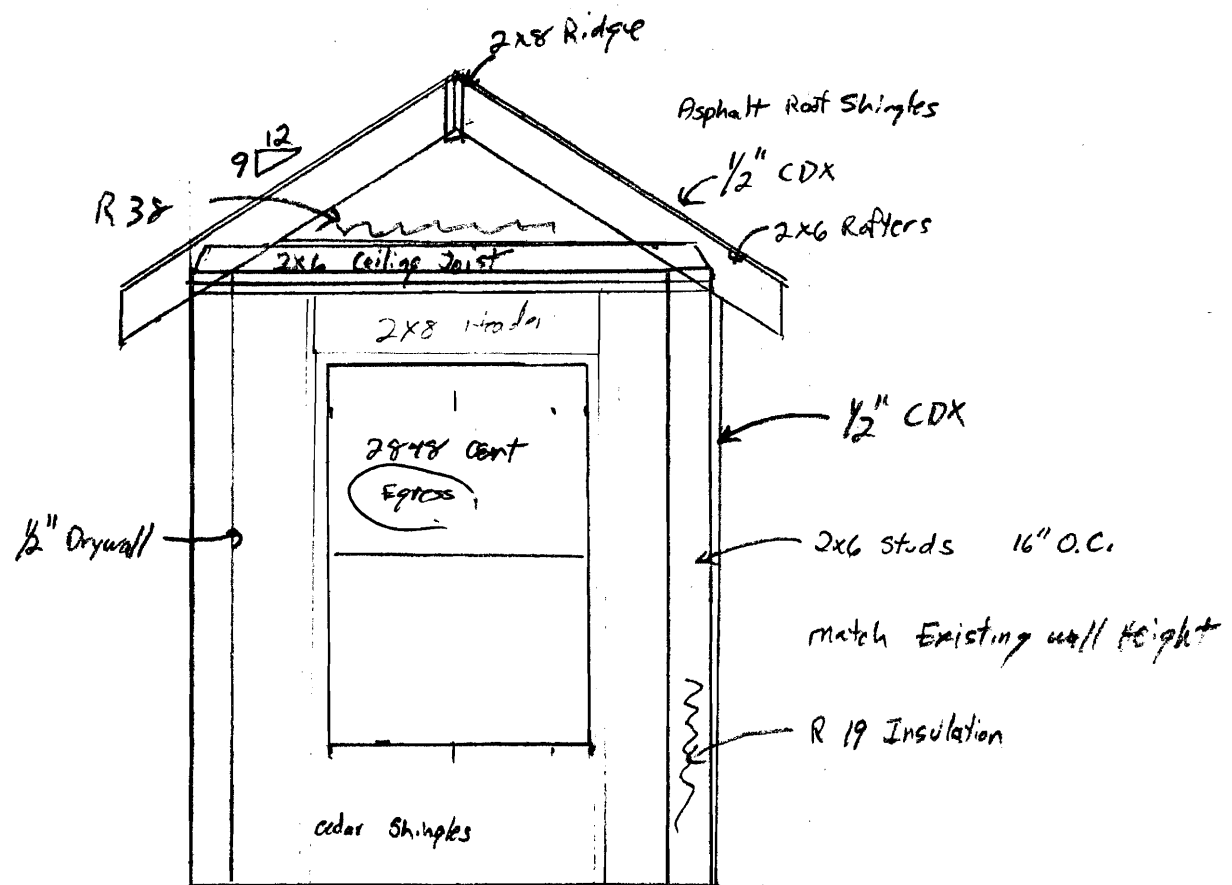 2x8 Ridge
Asphalt Roof Shingles
12
9
1/2" CDX
R 38
2x6 Rafters
2x6 Ceiling Joist
2x8 Header
1/2" CDX
2848
Egress
1/2" Drywall
2x6 Studs 16" O.C.
match Existing wall Height
R 19 Insulation
cedar Shingles